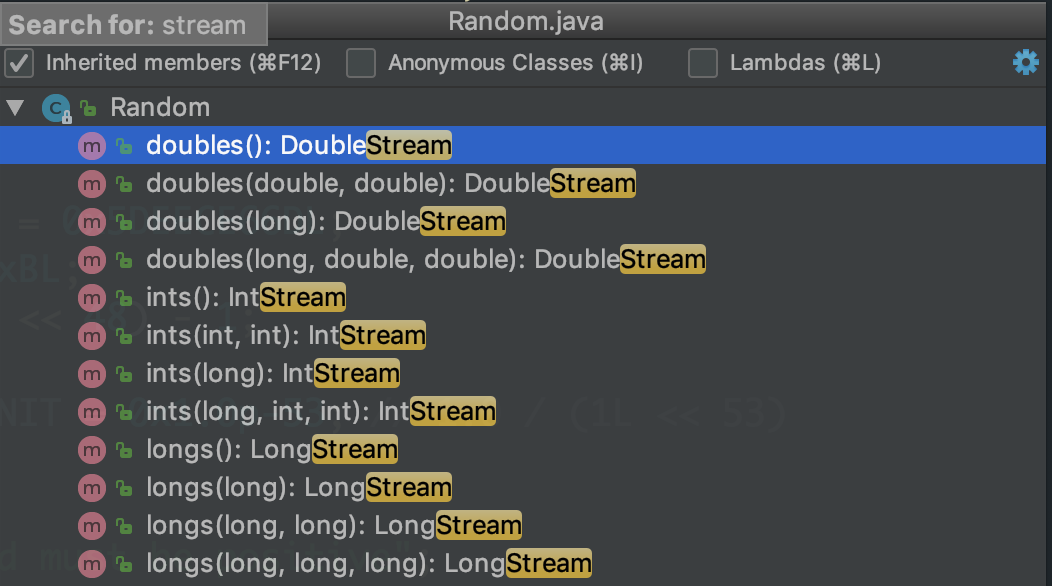 Search for: stream
Random.java
Inherited members (⌘F12) Anonymous Classes (⌘I) Lambdas (⌘L)
C Random
m doubles(): DoubleStream
m doubles(double, double): DoubleStream
m doubles(long): DoubleStream
m doubles(long, double, double): DoubleStream
m ints(): IntStream
m ints(int, int): IntStream
m ints(long): IntStream
m ints(long, int, int): IntStream
m longs(): LongStream
m longs(long): LongStream
m longs(long, long): LongStream
m longs(long, long, long): LongStream